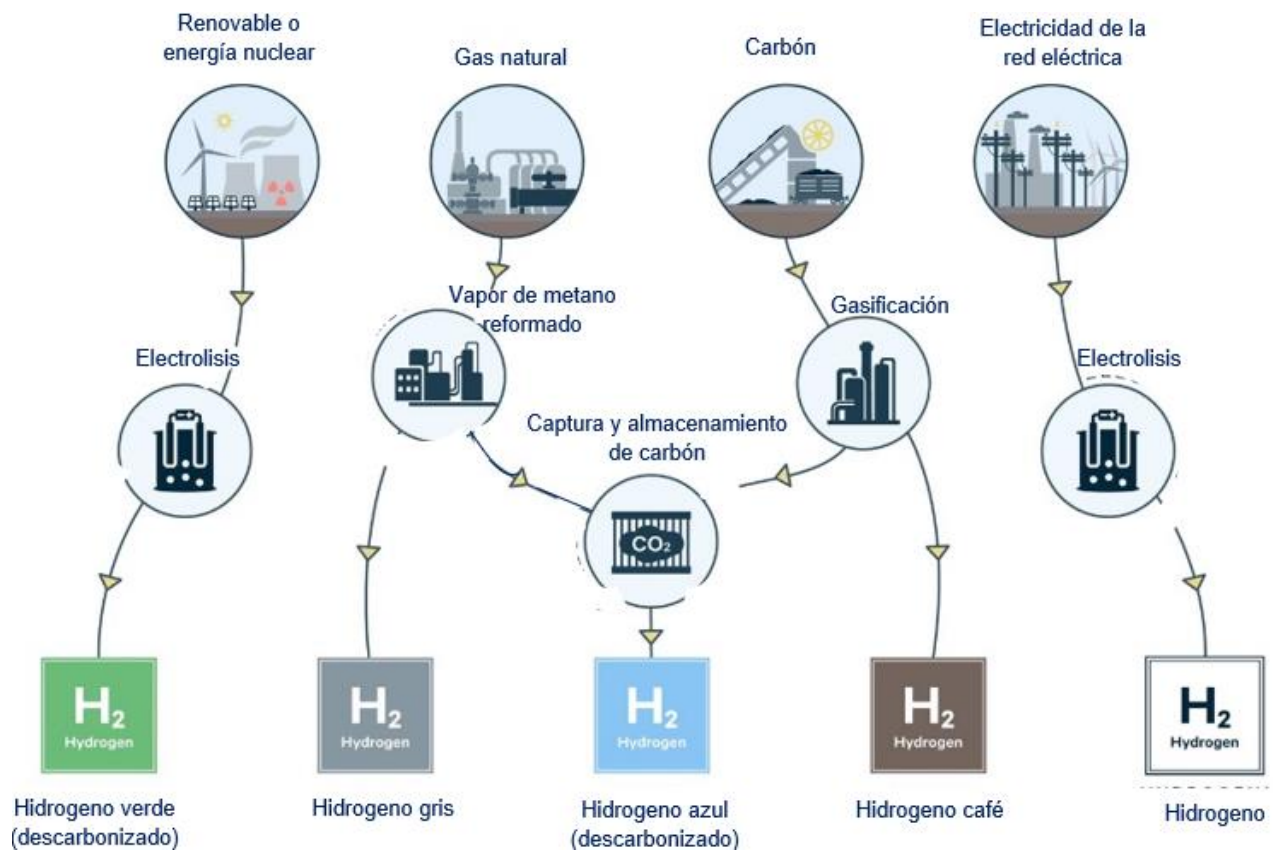 Renovable o
energía nuclear
Gas natural
Carbón
Electricidad de la
red eléctrica
Vapor de metano
reformado
Gasificación
Electrolisis
Electrolisis
Captura y almacenamiento
de carbón
CO₂
H₂
Hydrogen
H₂
Hydrogen
H₂
Hydrogen
H₂
Hydrogen
H₂
Hydrogen
Hidrogeno verde
(descarbonizado)
Hidrogeno gris
Hidrogeno azul
(descarbonizado)
Hidrogeno café
Hidrogeno